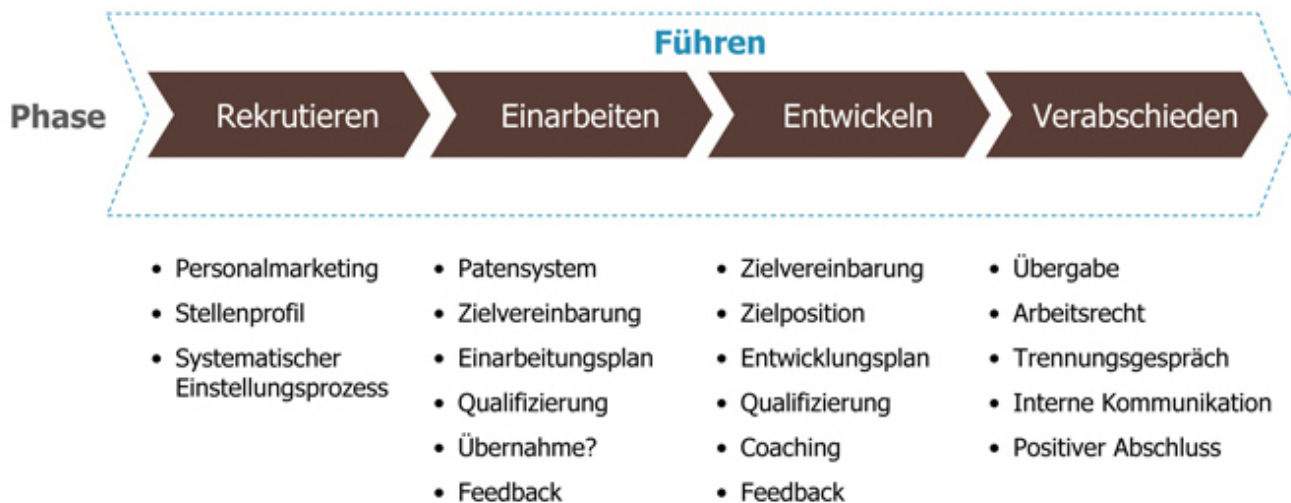 Führen
Phase
Rekrutieren
Einarbeiten
Entwickeln
Verabschieden
• Personalmarketing
• Stellenprofil
• Systematischer
Einstellungsprozess
• Patensystem
• Zielvereinbarung
• Einarbeitungsplan
• Qualifizierung
• Übernahme?
• Feedback
• Zielvereinbarung
• Zielposition
• Entwicklungsplan
• Qualifizierung
• Coaching
• Feedback
• Übergabe
• Arbeitsrecht
• Trennungsgespräch
• Interne Kommunikation
• Positiver Abschluss